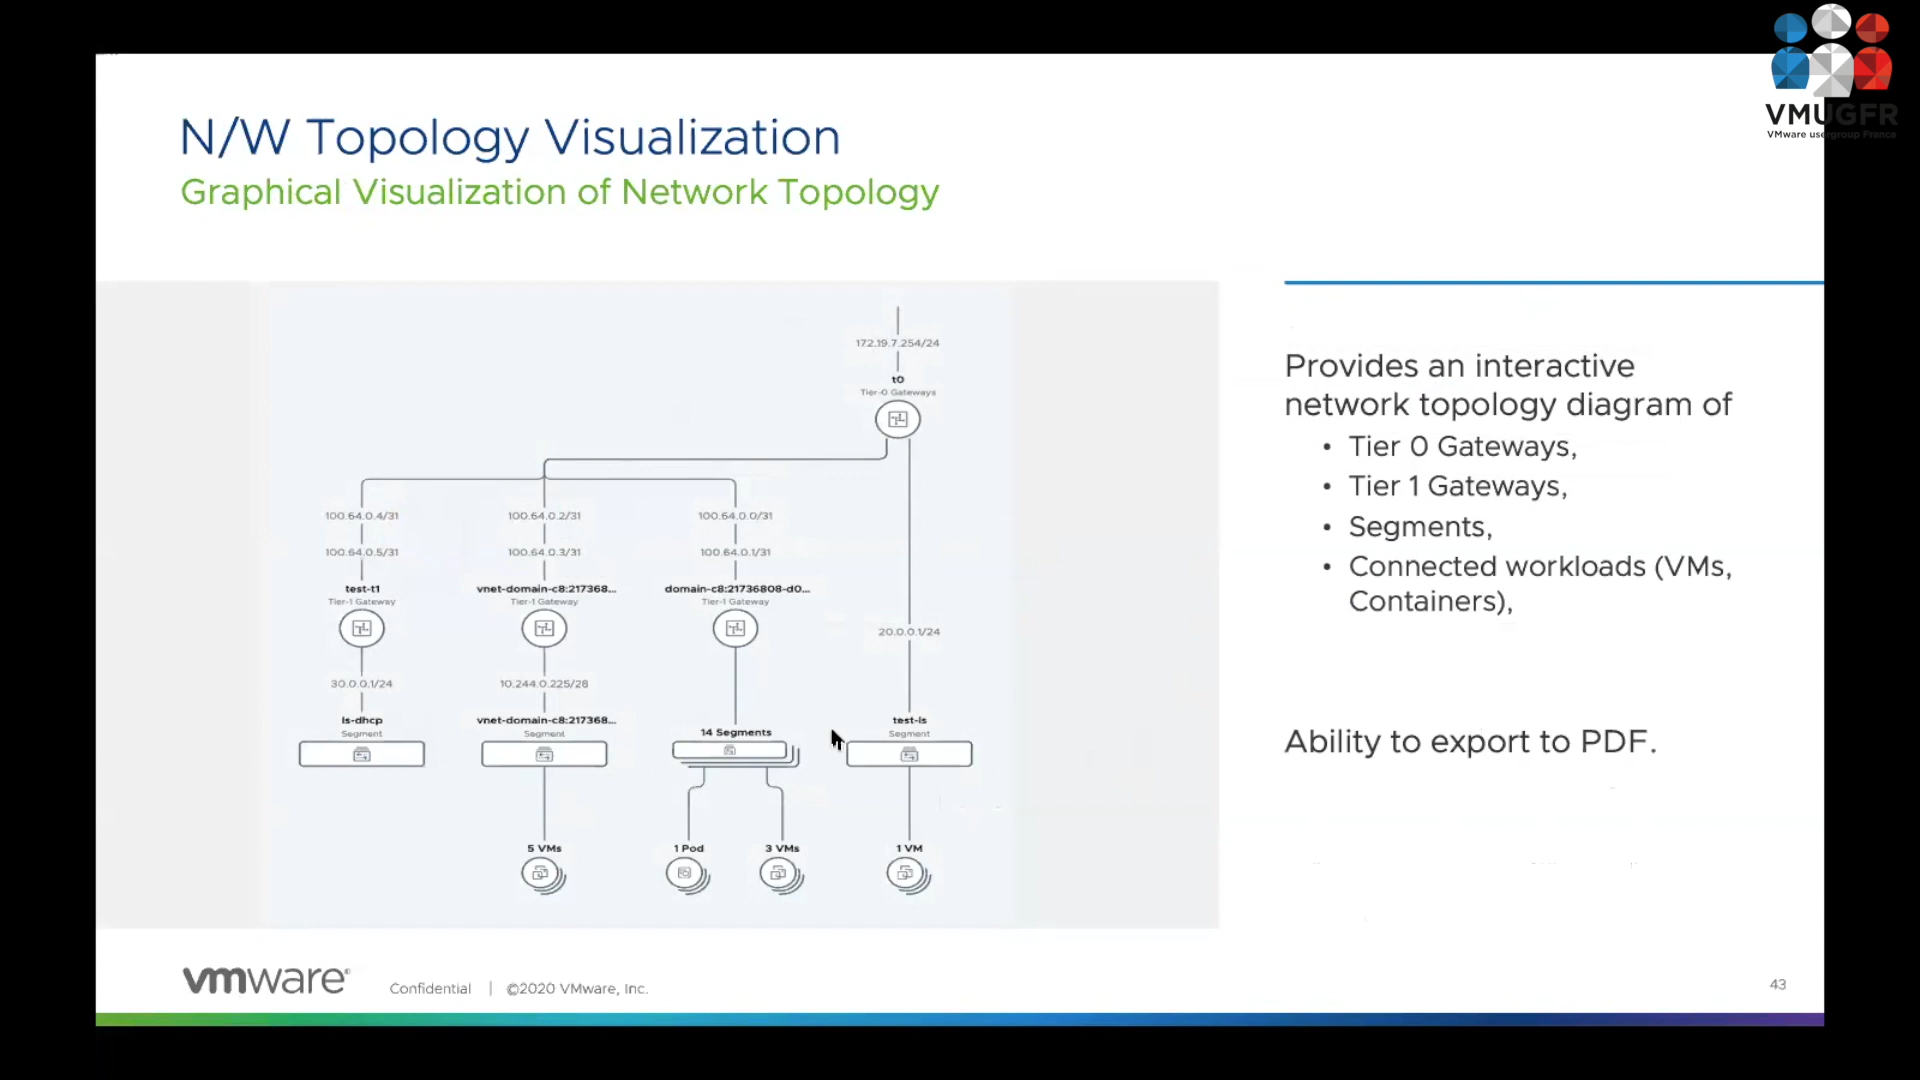 VMUGFR
VMware usergroup France
N/W Topology Visualization
Graphical Visualization of Network Topology
172.19.7.254/24
t0
Tier-0 Gateways
100.64.0.4/31
100.64.0.2/31
100.64.0.0/31
100.64.0.5/31
100.64.0.3/31
100.64.0.1/31
test-t1
vnet-domain-c8:217368...
domain-c8:21736808-d0...
Tier-1 Gateway
Tier-1 Gateway
Tier-1 Gateway
20.0.0.1/24
30.0.0.1/24
10.244.0.225/28
ls-dhcp
vnet-domain-c8:217368...
14 Segments
test-ls
Segment
Segment
Segment
5 VMs
1 Pod
3 VMs
1 VM
Provides an interactive
network topology diagram of
• Tier 0 Gateways,
• Tier 1 Gateways,
• Segments,
• Connected workloads (VMs,
Containers),
Ability to export to PDF.
vmware®
Confidential | ©2020 VMware, Inc.
43